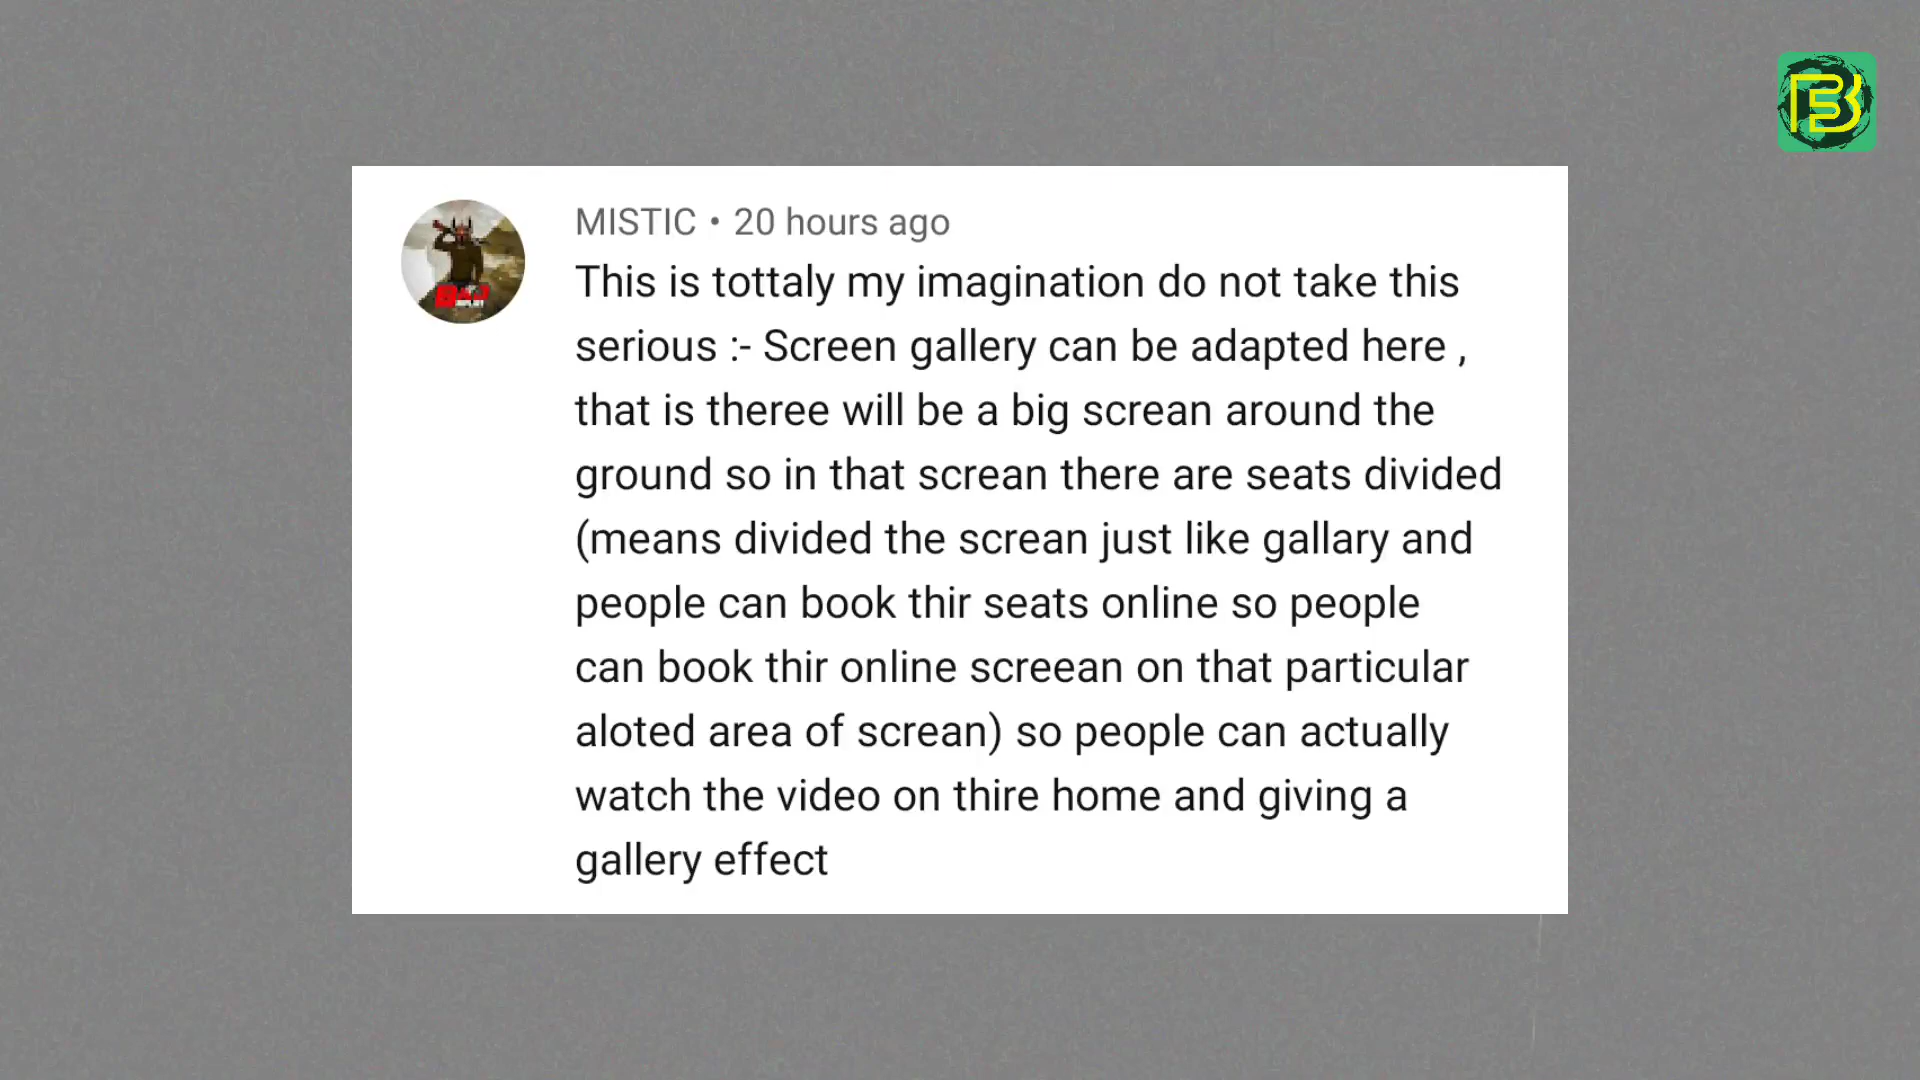 MISTIC • 20 hours ago
This is tottaly my imagination do not take this
serious :- Screen gallery can be adapted here ,
that is theree will be a big screan around the
ground so in that screan there are seats divided
(means divided the screan just like gallary and
people can book thir seats online so people
can book thir online screean on that particular
aloted area of screan) so people can actually
watch the video on thire home and giving a
gallery effect